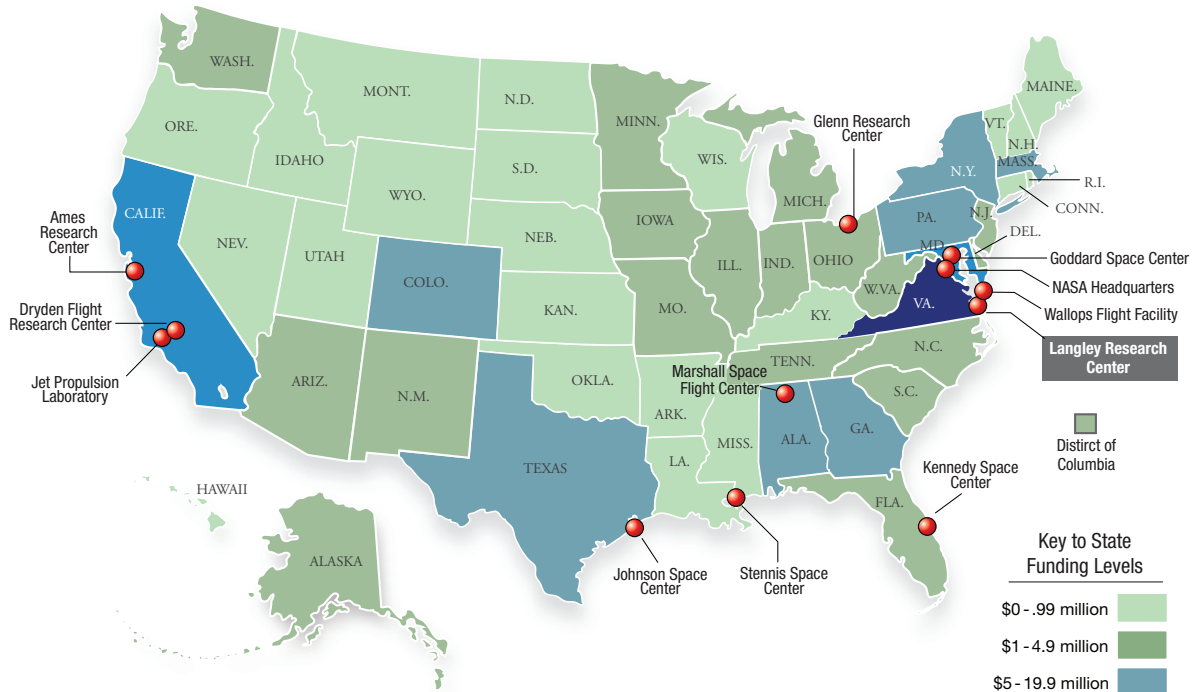 WASH.
MONT.
N.D.
MINN.
MAINE.
ORE.
IDAHO
S.D.
WIS.
Glenn Research
Center
VT.
N.H.
MASS.
N.Y.
R.I.
CONN.
WYO.
MICH.
CALIF.
Ames
Research
Center
NEV.
UTAH
NEB.
IOWA
PA.
N.J.
DEL.
MD.
Goddard Space Center
NASA Headquarters
Wallops Flight Facility
Langley Research
Center
COLO.
ILL.
IND.
OHIO
W.VA.
VA.
KAN.
MO.
KY.
Dryden Flight
Research Center
Jet Propulsion
Laboratory
ARIZ.
N.M.
OKLA.
ARK.
TENN.
N.C.
S.C.
Marshall Space
Flight Center
MISS.
ALA.
GA.
Distirct of
Columbia
TEXAS
LA.
FLA.
Kennedy Space
Center
HAWAII
ALASKA
Johnson Space
Center
Stennis Space
Center
Key to State
Funding Levels
$0 - .99 million
$1 - 4.9 million
$5 - 19.9 million